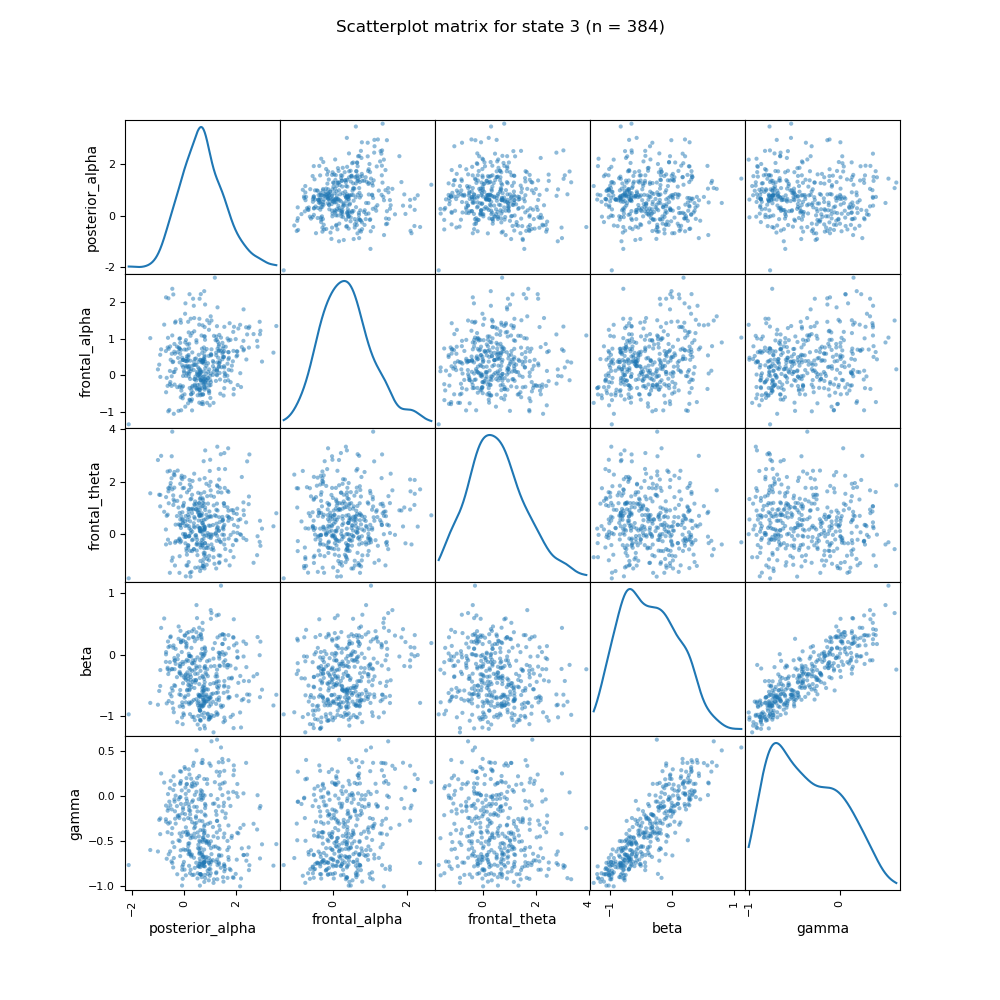 Scatterplot matrix for state 3 (n = 384)
posterior_alpha
2
0
-2
frontal_alpha
2
1
0
−1
frontal_theta
4
2
0
beta
1
0
−1
gamma
0.5
0.0
−0.5
−1.0
−2 0 2 0 2 0 2 4 −1 0 1 −1 0
posterior_alpha frontal_alpha frontal_theta beta gamma